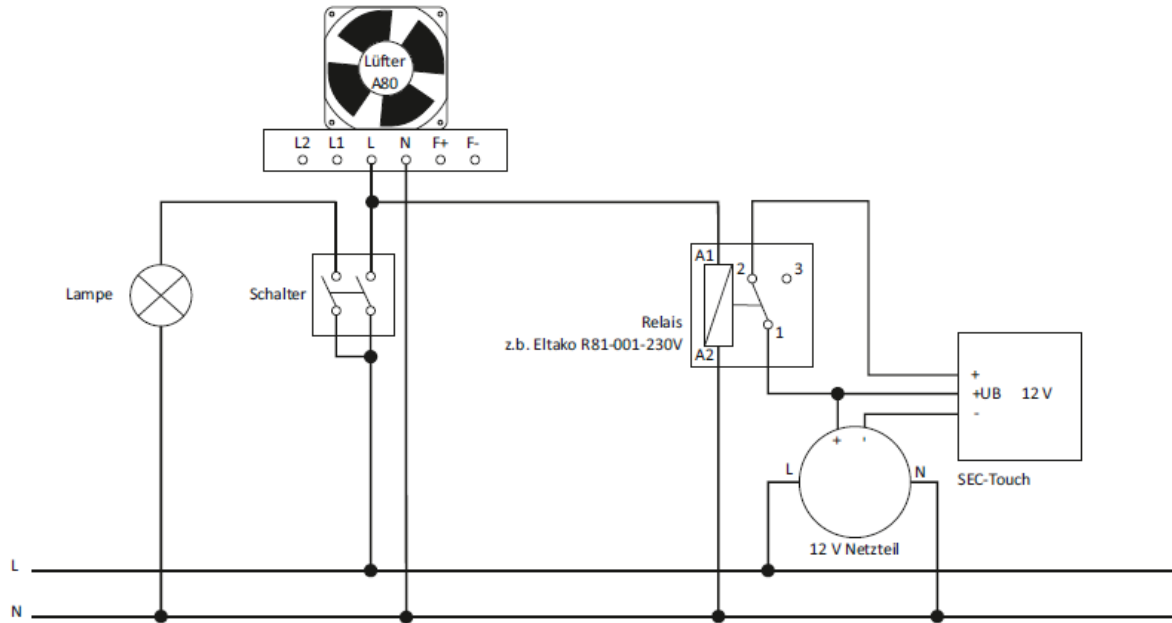 Lüfter
A80
L2 L1 L N F+ F-
A1
2
3
Lampe
Schalter
1
Relais
z.b. Eltako R81-001-230V
A2
+
+UB 12 V
-
+ -
L
N
SEC-Touch
12 V Netzteil
L
N